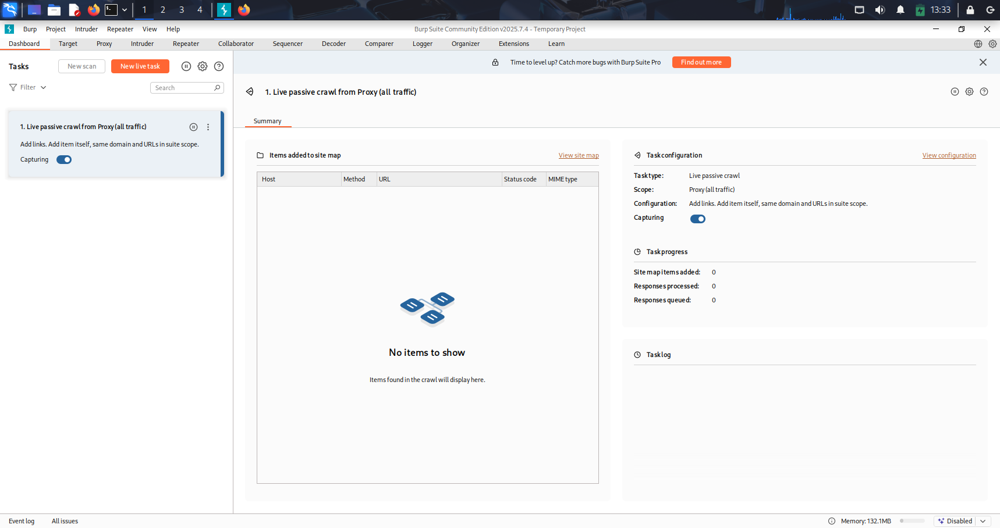 1 2 3 4 13:33
Burp Project Intruder Repeater View Help Burp Suite Community Edition v2025.7.4 - Temporary Project
Dashboard Target Proxy Intruder Repeater Collaborator Sequencer Decoder Comparer Logger Organizer Extensions Learn
Tasks New scan New live task
Time to level up? Catch more bugs with Burp Suite Pro Find out more
Filter Search
1. Live passive crawl from Proxy (all traffic)
Add links. Add item itself, same domain and URLs in suite scope.
Capturing
1. Live passive crawl from Proxy (all traffic)
Summary
Items added to site map View site map
Host Method URL Status code MIME type
No items to show
Items found in the crawl will display here.
Task configuration View configuration
Task type: Live passive crawl
Scope: Proxy (all traffic)
Configuration: Add links. Add item itself, same domain and URLs in suite scope.
Capturing
Task progress
Site map items added: 0
Responses processed: 0
Responses queued: 0
Task log
Event log All issues Memory: 132.1MB Disabled